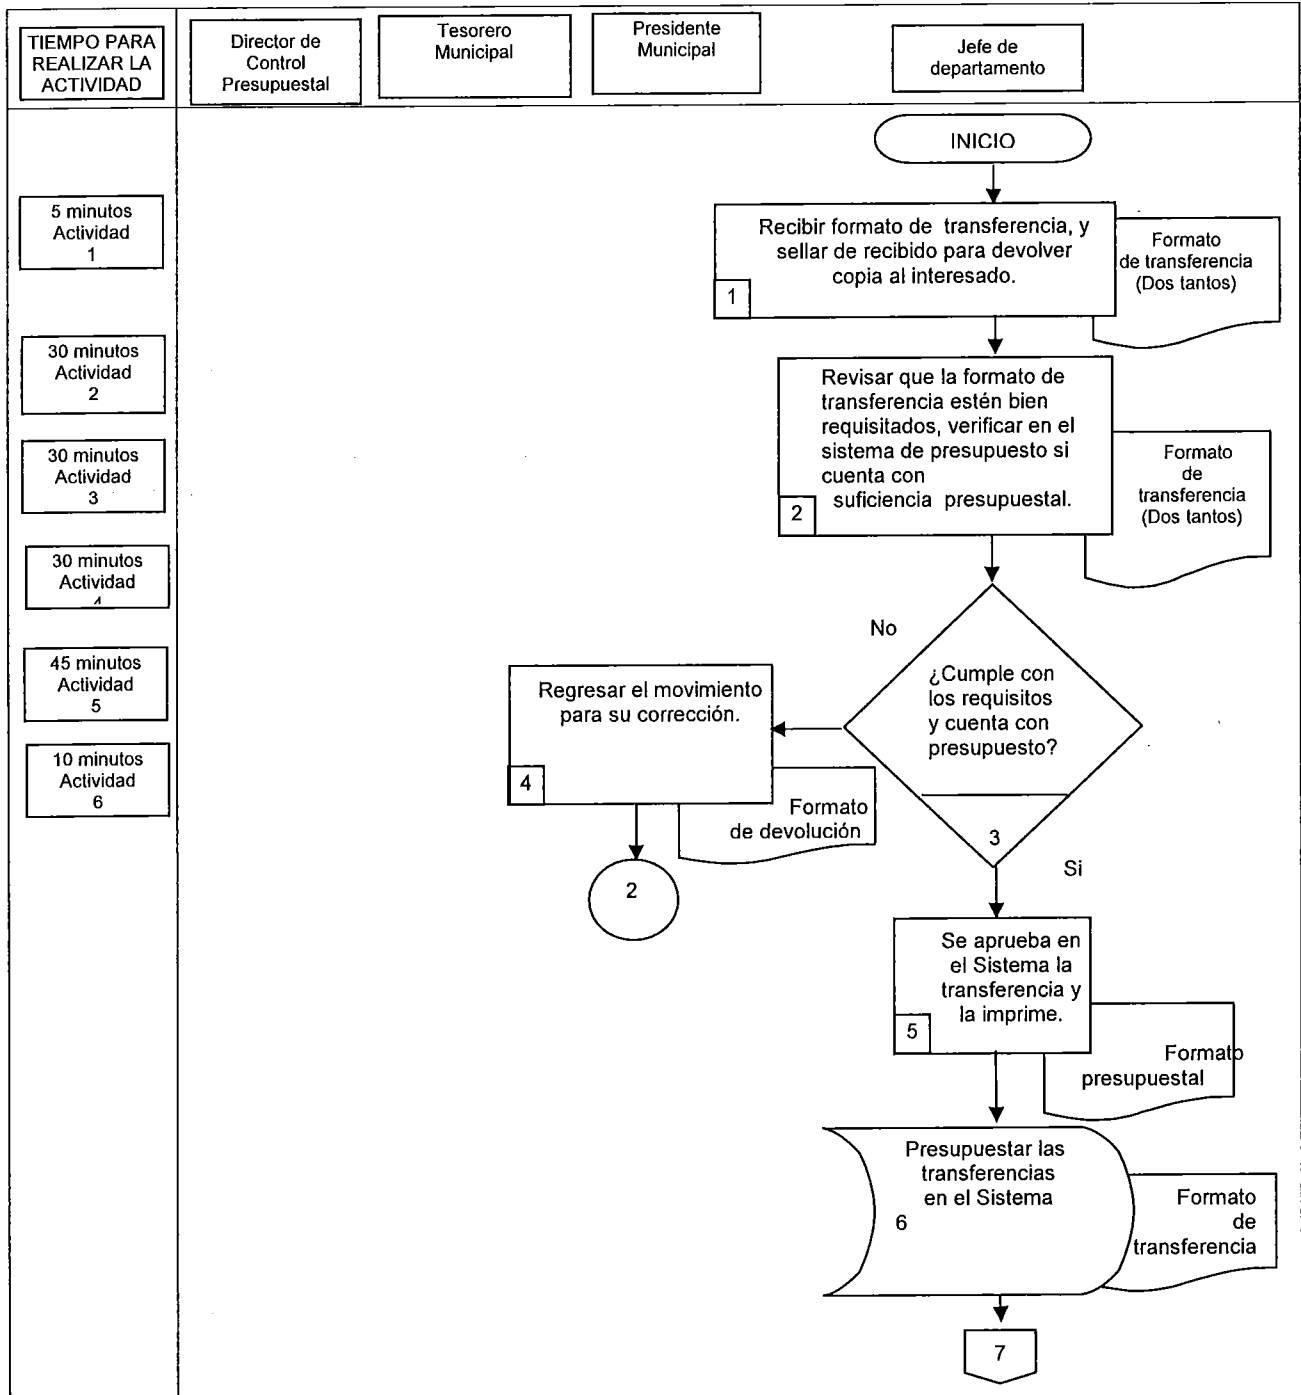 TIEMPO PARA
REALIZAR LA
ACTIVIDAD
Director de
Control
Presupuestal
Tesorero
Municipal
Presidente
Municipal
Jefe de
departamento
INICIO
5 minutos
Actividad
1
Recibir formato de transferencia, y
sellar de recibido para devolver
copia al interesado.
1
Formato
de transferencia
(Dos tantos)
30 minutos
Actividad
2
Revisar que la formato de
transferencia estén bien
requisitados, verificar en el
sistema de presupuesto si
cuenta con
suficiencia presupuestal.
2
Formato
de
transferencia
(Dos tantos)
30 minutos
Actividad
3
30 minutos
Actividad
4
No
¿Cumple con
los requisitos
y cuenta con
presupuesto?
3
Si
45 minutos
Actividad
5
Regresar el movimiento
para su corrección.
4
Formato
de devolución
2
10 minutos
Actividad
6
Se aprueba en
el Sistema la
transferencia y
la imprime.
5
Formato
presupuestal
Presupuestar las
transferencias
en el Sistema
6
Formato
de
transferencia
7